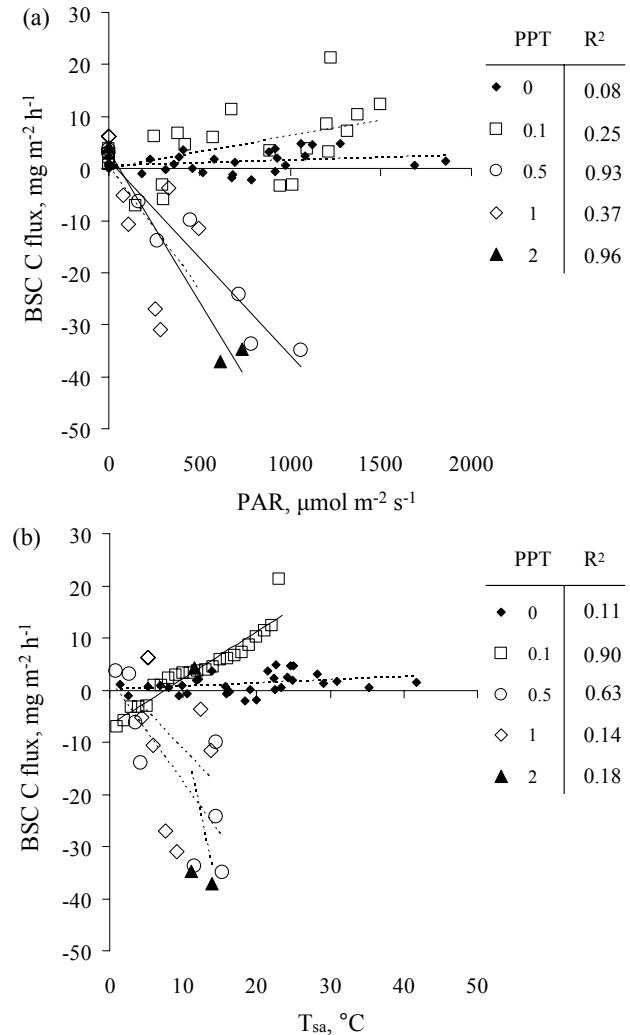 (a)
PPT R²
0 0.08
0.1 0.25
0.5 0.93
1 0.37
2 0.96
30
20
10
0
-10
-20
-30
-40
-50
BSC C flux, mg m⁻² h⁻¹
0 500 1000 1500 2000
PAR, µmol m⁻² s⁻¹
(b)
PPT R²
0 0.11
0.1 0.90
0.5 0.63
1 0.14
2 0.18
30
20
10
0
-10
-20
-30
-40
-50
BSC C flux, mg m⁻² h⁻¹
0 10 20 30 40 50
Tsa, °C